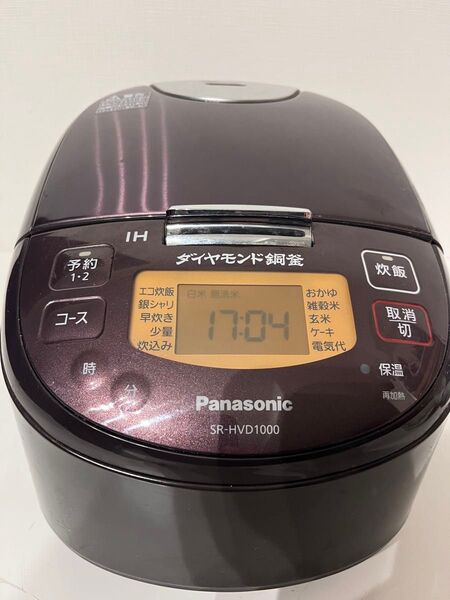 IH
ダイヤモンド銅釜
予約
1・2
炊飯
コース
取消
切
エコ炊飯
銀シャリ
早炊き
少量
炊込み
白米 無洗米
17:04
おかゆ
雑穀米
玄米
ケーキ
電気代
時
分
保温
再加熱
Panasonic
SR-HVD1000